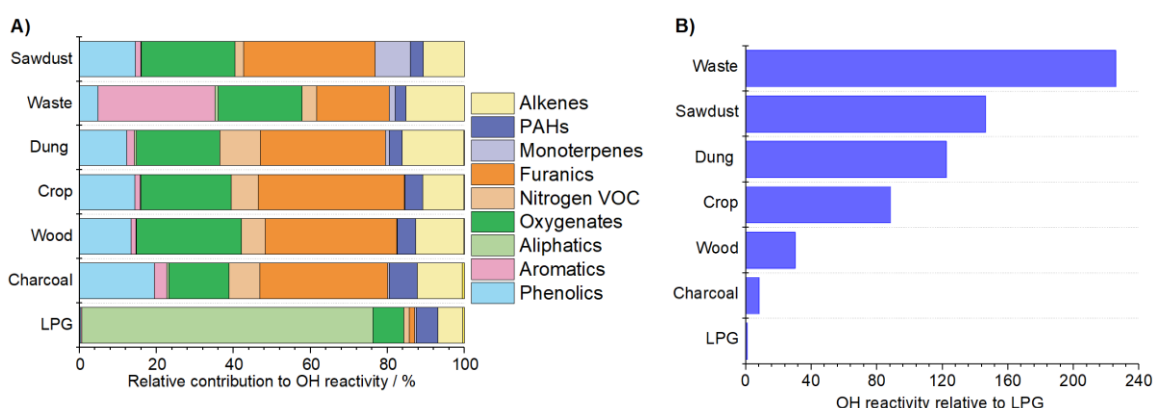 A)
Sawdust
Waste
Dung
Crop
Wood
Charcoal
LPG
0 20 40 60 80 100
Relative contribution to OH reactivity / %
Alkenes
PAHs
Monoterpenes
Furanics
Nitrogen VOC
Oxygenates
Aliphatics
Aromatics
Phenolics
B)
Waste
Sawdust
Dung
Crop
Wood
Charcoal
LPG
0 40 80 120 160 200 240
OH reactivity relative to LPG